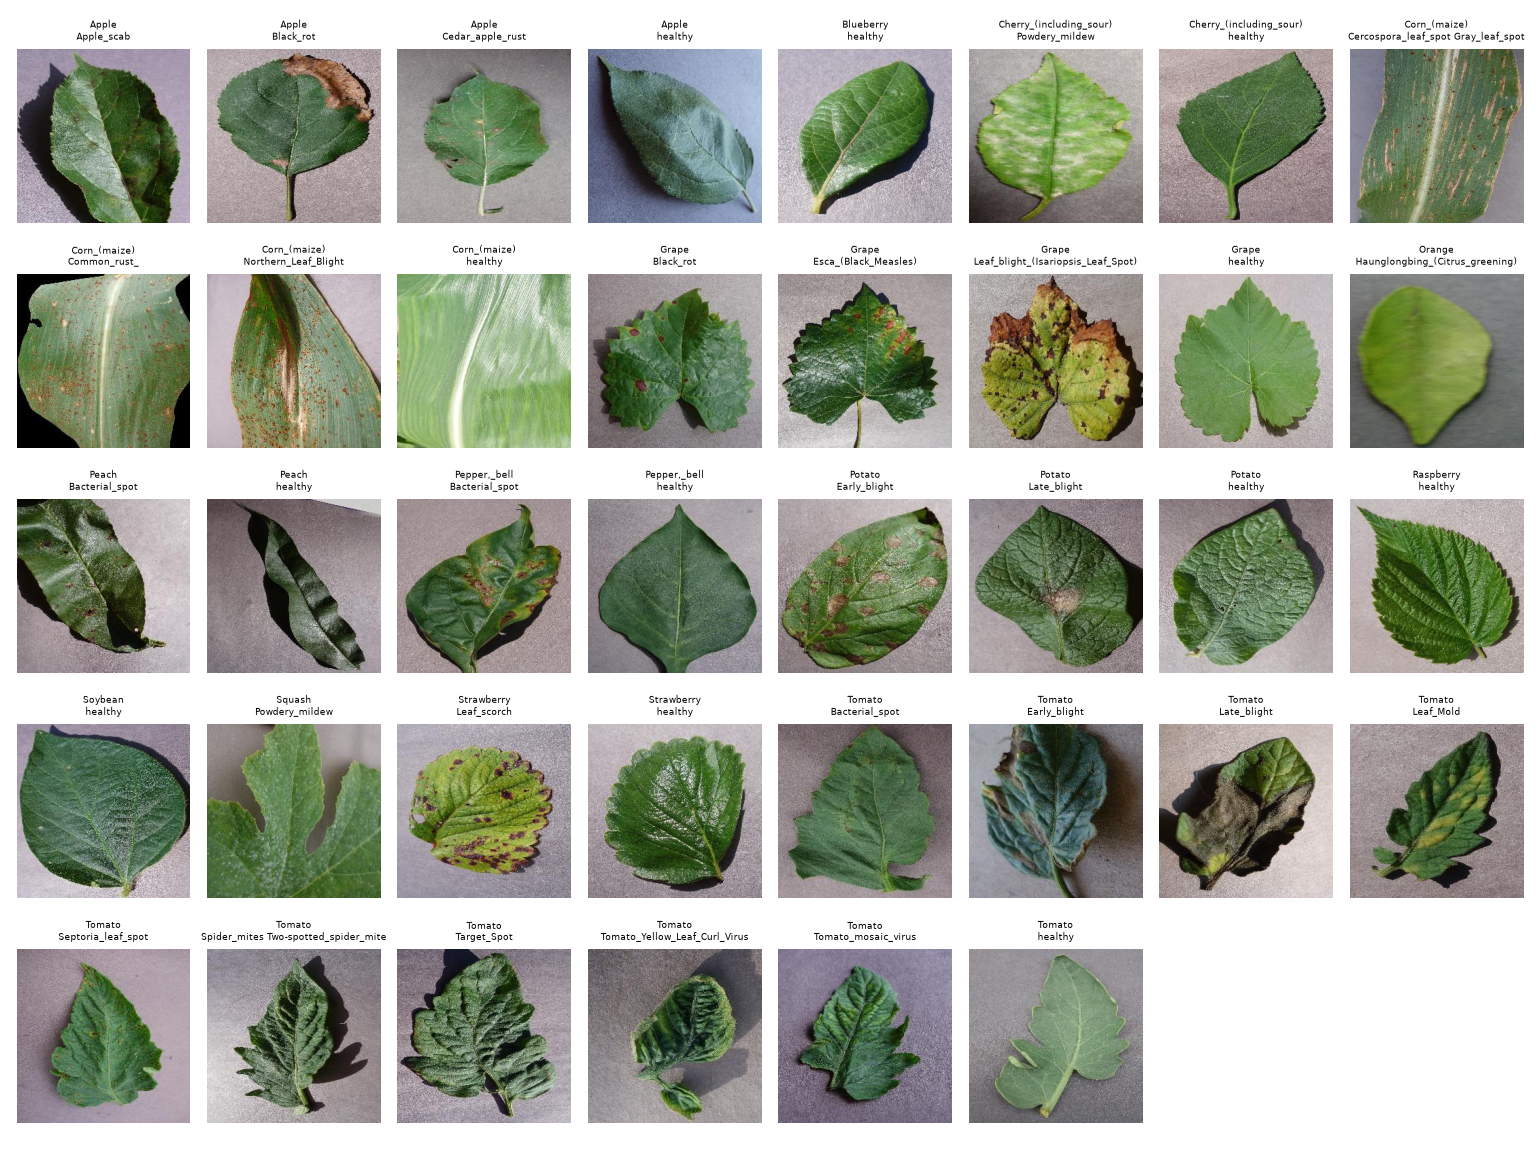 Apple
Apple_scab
Apple
Black_rot
Apple
Cedar_apple_rust
Apple
healthy
Blueberry
healthy
Cherry_(including_sour)
Powdery_mildew
Cherry_(including_sour)
healthy
Corn_(maize)
Cercospora_leaf_spot Gray_leaf_spot
Corn_(maize)
Common_rust_
Corn_(maize)
Northern_Leaf_Blight
Corn_(maize)
healthy
Grape
Black_rot
Grape
Esca_(Black_Measles)
Grape
Leaf_blight_(Isariopsis_Leaf_Spot)
Grape
healthy
Orange
Haunglongbing_(Citrus_greening)
Peach
Bacterial_spot
Peach
healthy
Pepper,_bell
Bacterial_spot
Pepper,_bell
healthy
Potato
Early_blight
Potato
Late_blight
Potato
healthy
Raspberry
healthy
Soybean
healthy
Squash
Powdery_mildew
Strawberry
Leaf_scorch
Strawberry
healthy
Tomato
Bacterial_spot
Tomato
Early_blight
Tomato
Late_blight
Tomato
Leaf_Mold
Tomato
Septoria_leaf_spot
Tomato
Spider_mites Two-spotted_spider_mite
Tomato
Target_Spot
Tomato
Tomato_Yellow_Leaf_Curl_Virus
Tomato
Tomato_mosaic_virus
Tomato
healthy